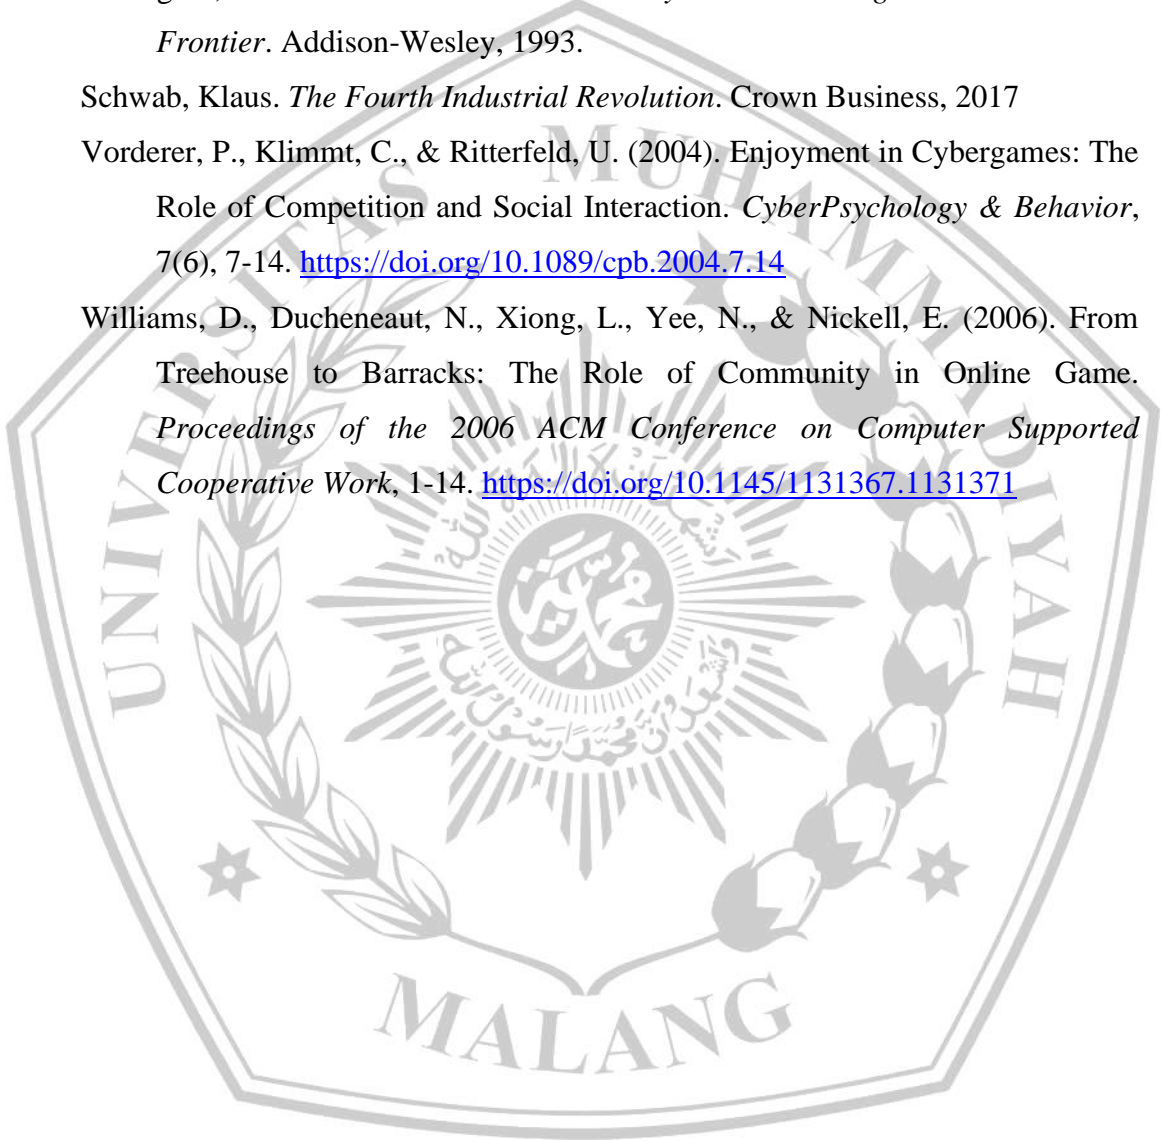 Frontier. Addison-Wesley, 1993.
Schwab, Klaus. The Fourth Industrial Revolution. Crown Business, 2017
Vorderer, P., Klimmt, C., & Ritterfeld, U. (2004). Enjoyment in Cybergames: The
Role of Competition and Social Interaction. CyberPsychology & Behavior,
7(6), 7-14. https://doi.org/10.1089/cpb.2004.7.14
Williams, D., Ducheneaut, N., Xiong, L., Yee, N., & Nickell, E. (2006). From
Treehouse to Barracks: The Role of Community in Online Game.
Proceedings of the 2006 ACM Conference on Computer Supported
Cooperative Work, 1-14. https://doi.org/10.1145/1131367.1131371
UNIVERSITAS MUHAMMADIYAH
MALANG